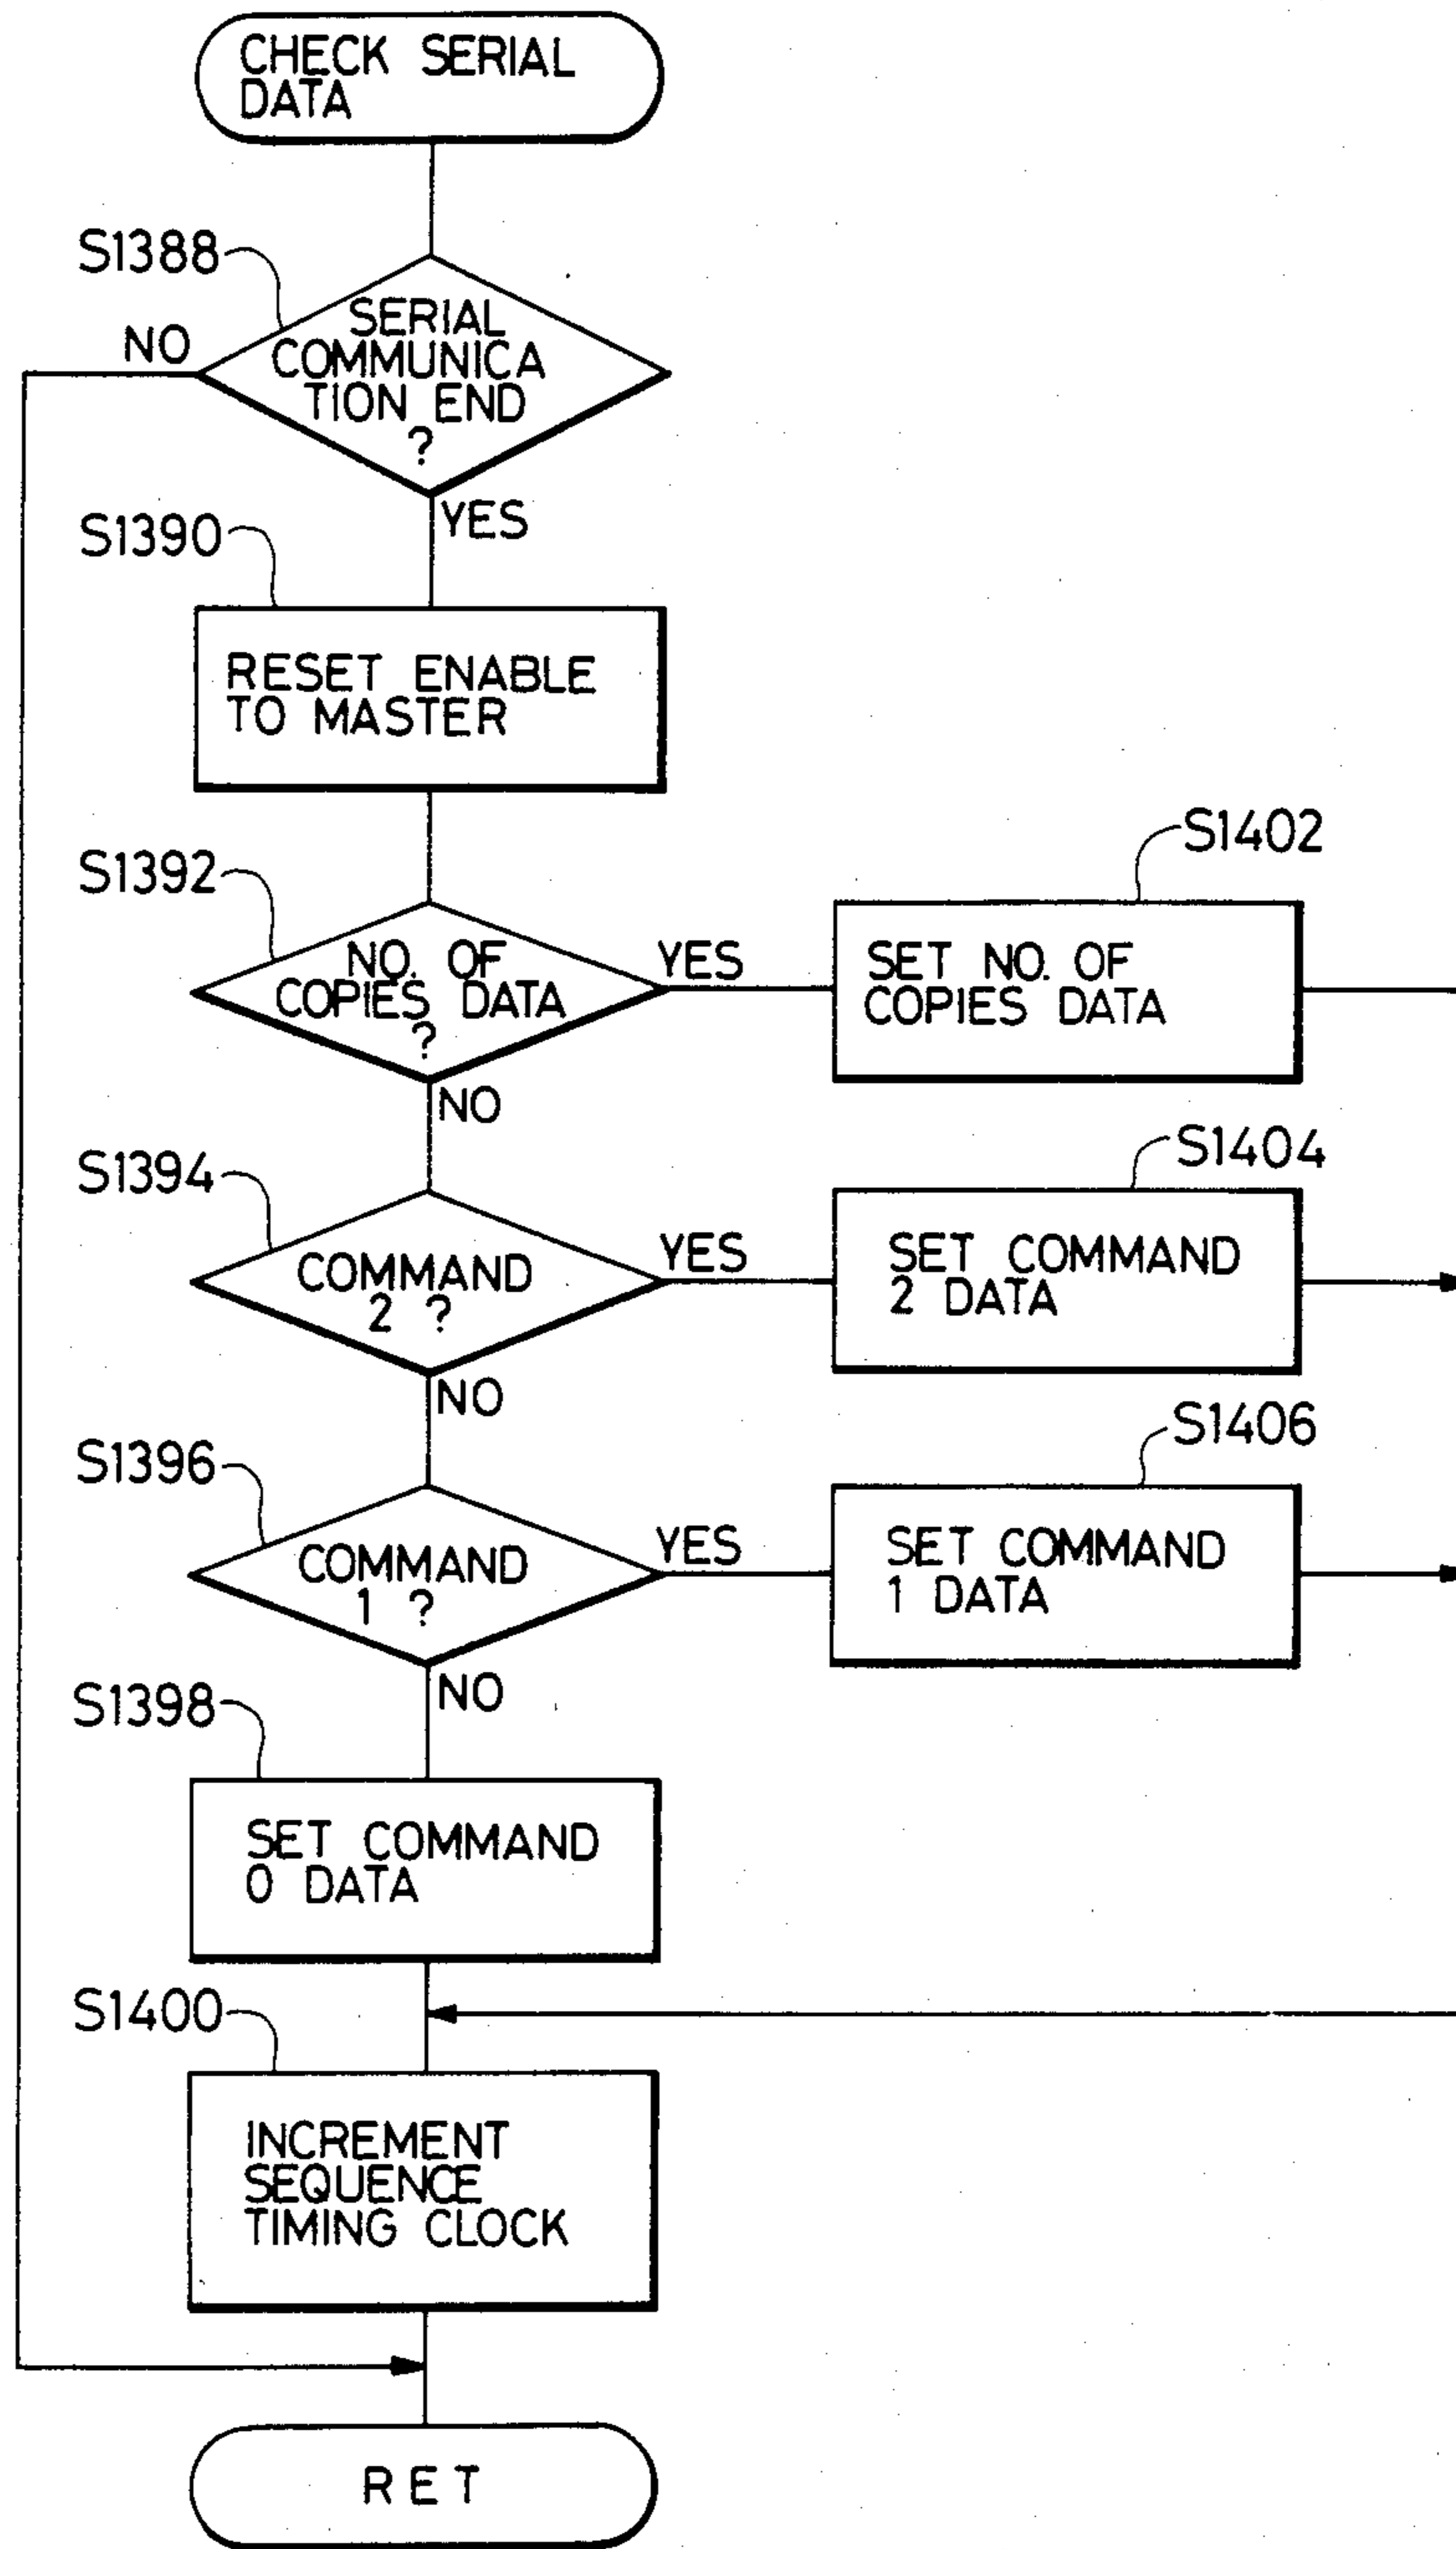 CHECK SERIAL
DATA
S1388
NO
SERIAL
COMMUNICA
TION END
?
YES
S1390
RESET ENABLE
TO MASTER
S1392
NO. OF
COPIES DATA
?
YES
NO
S1402
SET NO. OF
COPIES DATA
S1394
COMMAND
2 ?
YES
NO
S1404
SET COMMAND
2 DATA
S1396
COMMAND
1 ?
YES
NO
S1406
SET COMMAND
1 DATA
S1398
SET COMMAND
0 DATA
S1400
INCREMENT
SEQUENCE
TIMING CLOCK
RET